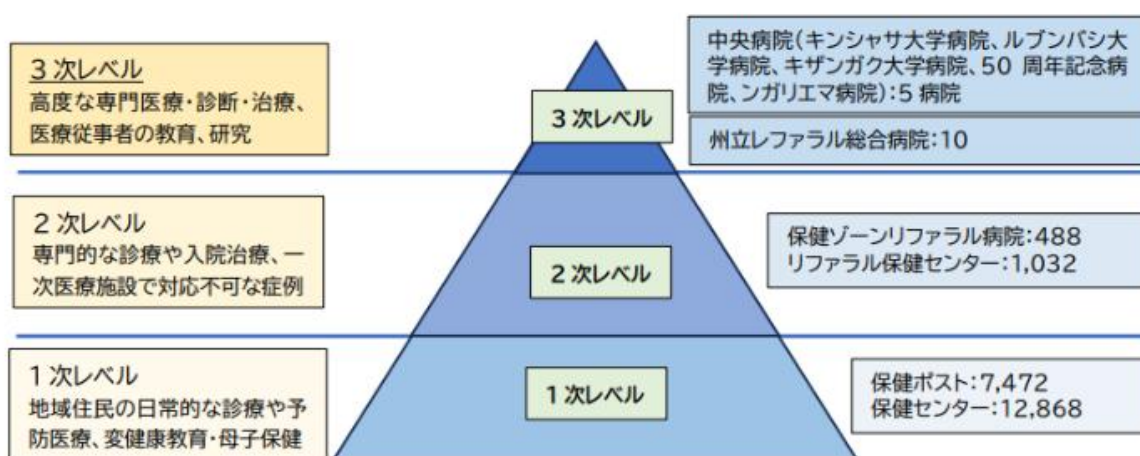 3次レベル
高度な専門医療・診断・治療、
医療従事者の教育、研究
3次レベル
中央病院(キンシャサ大学病院、ルブンバシ大
学病院、キザンガク大学病院、50 周年記念病
院、ンガリエマ病院):5 病院
州立レファラル総合病院:10
2次レベル
専門的な診療や入院治療、一
次医療施設で対応不可な症例
2次レベル
保健ゾーンリファラル病院:488
リファラル保健センター:1,032
1次レベル
地域住民の日常的な診療や予
防医療、変健康教育・母子保健
1次レベル
保健ポスト:7,472
保健センター:12,868